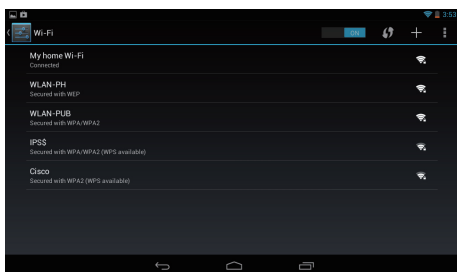 3:53
Wi-Fi
ON
My home Wi-Fi
Connected
WLAN-PH
Secured with WEP
WLAN-PUB
Secured with WPA/WPA2
IPS$
Secured with WPA/WPA2 (WPS available)
Cisco
Secured with WPA2 (WPS available)